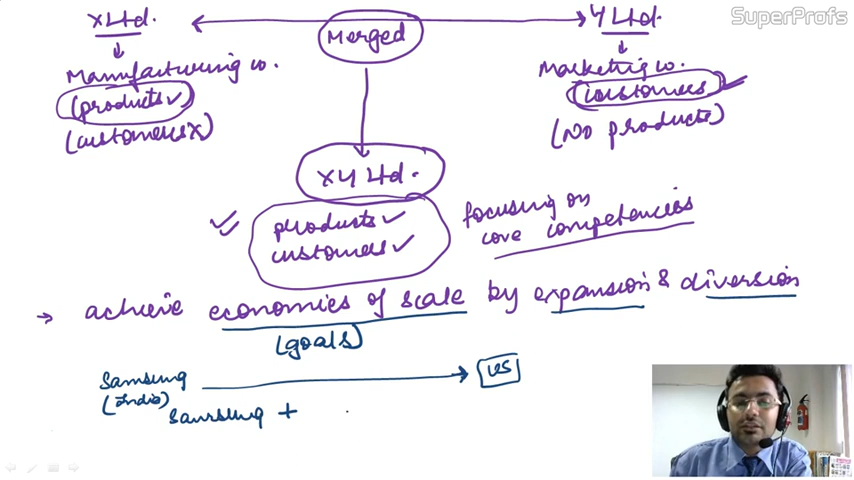 SuperProfs
X Ltd. Merged Y Ltd.
Manufacturing co. Marketing co.
(products ✓) (customers) ✓
(customers x) (No products)
XY Ltd.
products ✓
customers ✓
focusing on
core competencies
→ achieve economies of scale by expansion & diversion
(goals)
Samsung US
(India)
Samsung +